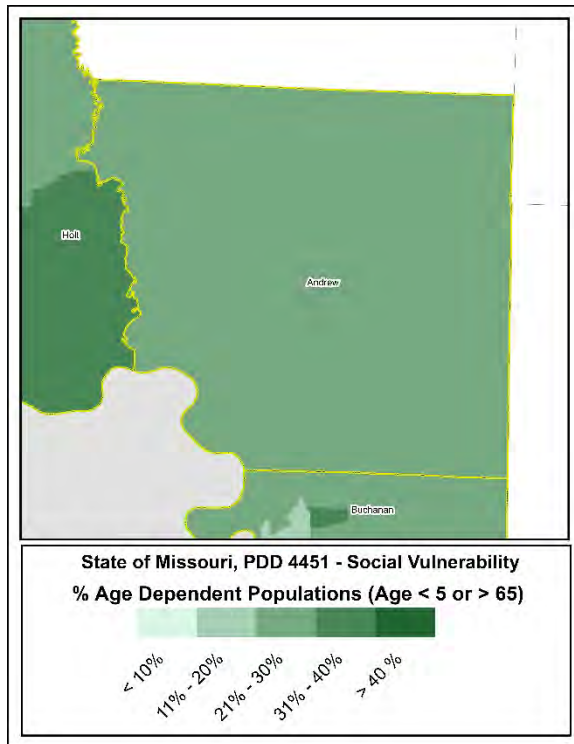 Holt
Andrew
Buchanan
State of Missouri, PDD 4451 - Social Vulnerability
% Age Dependent Populations (Age < 5 or > 65)
< 10%
11% - 20%
21% - 30%
31% - 40%
> 40 %